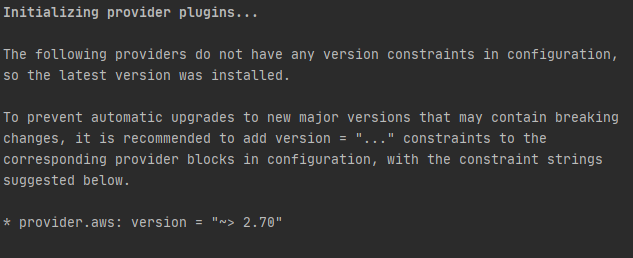 Initializing provider plugins...
The following providers do not have any version constraints in configuration,
so the latest version was installed.
To prevent automatic upgrades to new major versions that may contain breaking
changes, it is recommended to add version = "..." constraints to the
corresponding provider blocks in configuration, with the constraint strings
suggested below.
* provider.aws: version = "~> 2.70"